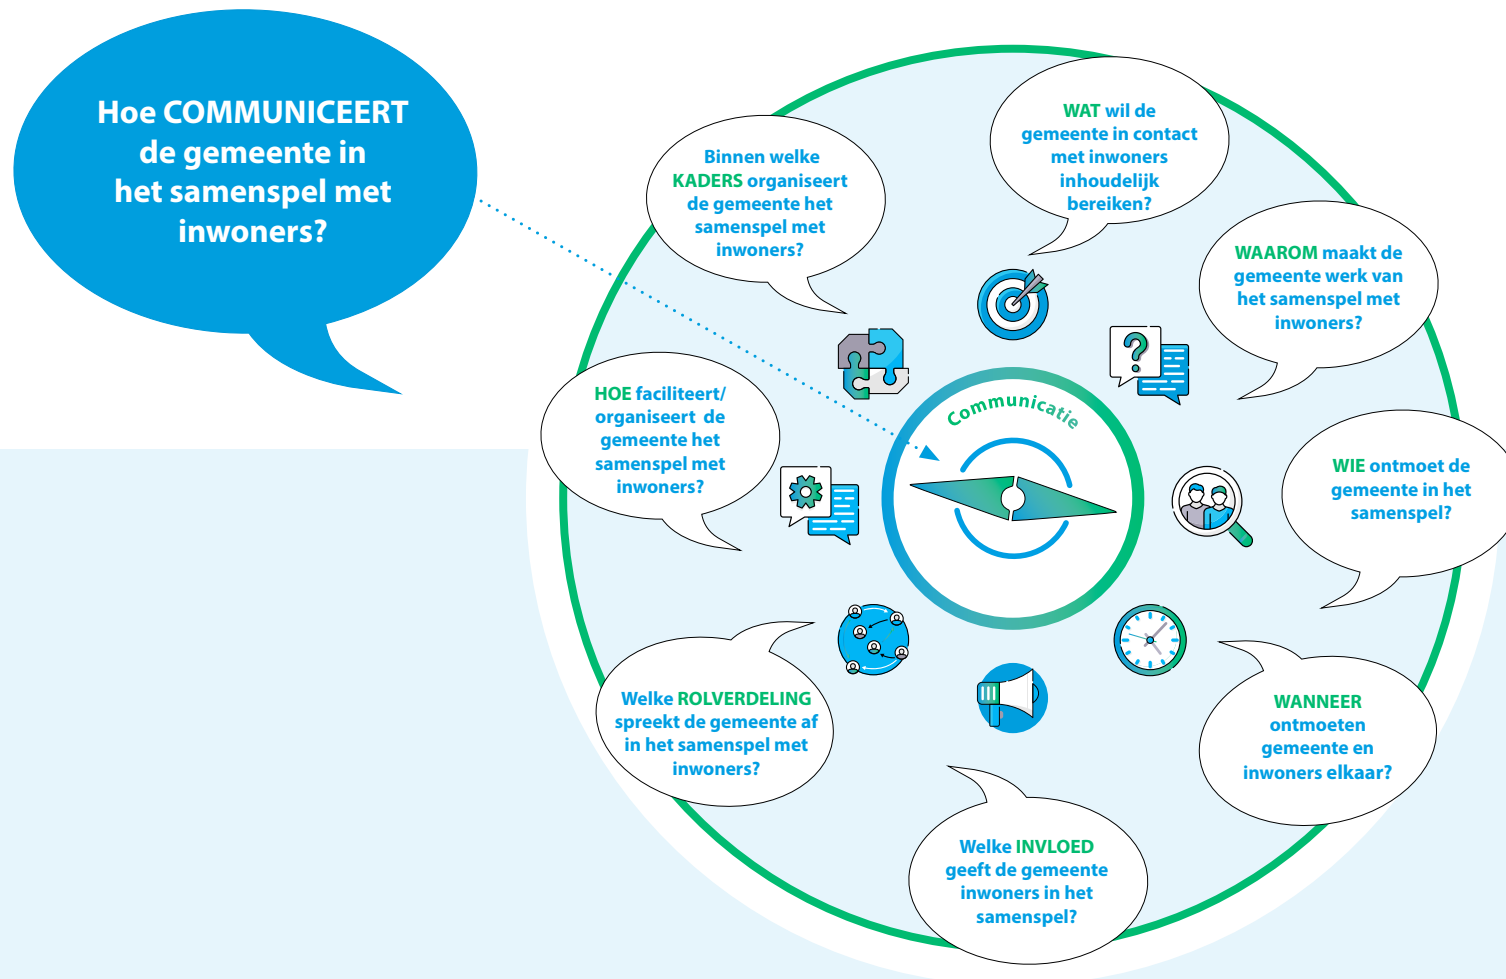 Hoe COMMUNICEERT
de gemeente in
het samenspel met
inwoners?
WAT wil de
gemeente in contact
met inwoners
inhoudelijk
bereiken?
WAAROM maakt de
gemeente werk van
het samenspel met
inwoners?
WIE ontmoet de
gemeente in het
samenspel?
WANNEER
ontmoeten
gemeente en
inwoners elkaar?
Welke INVLOED
geeft de gemeente
inwoners in het
samenspel?
Welke ROLVERDELING
spreekt de gemeente af
in het samenspel met
inwoners?
HOE faciliteert/
organiseert de
gemeente het
samenspel met
inwoners?
Binnen welke
KADERS organiseert
de gemeente het
samenspel met
inwoners?
Communicatie
?